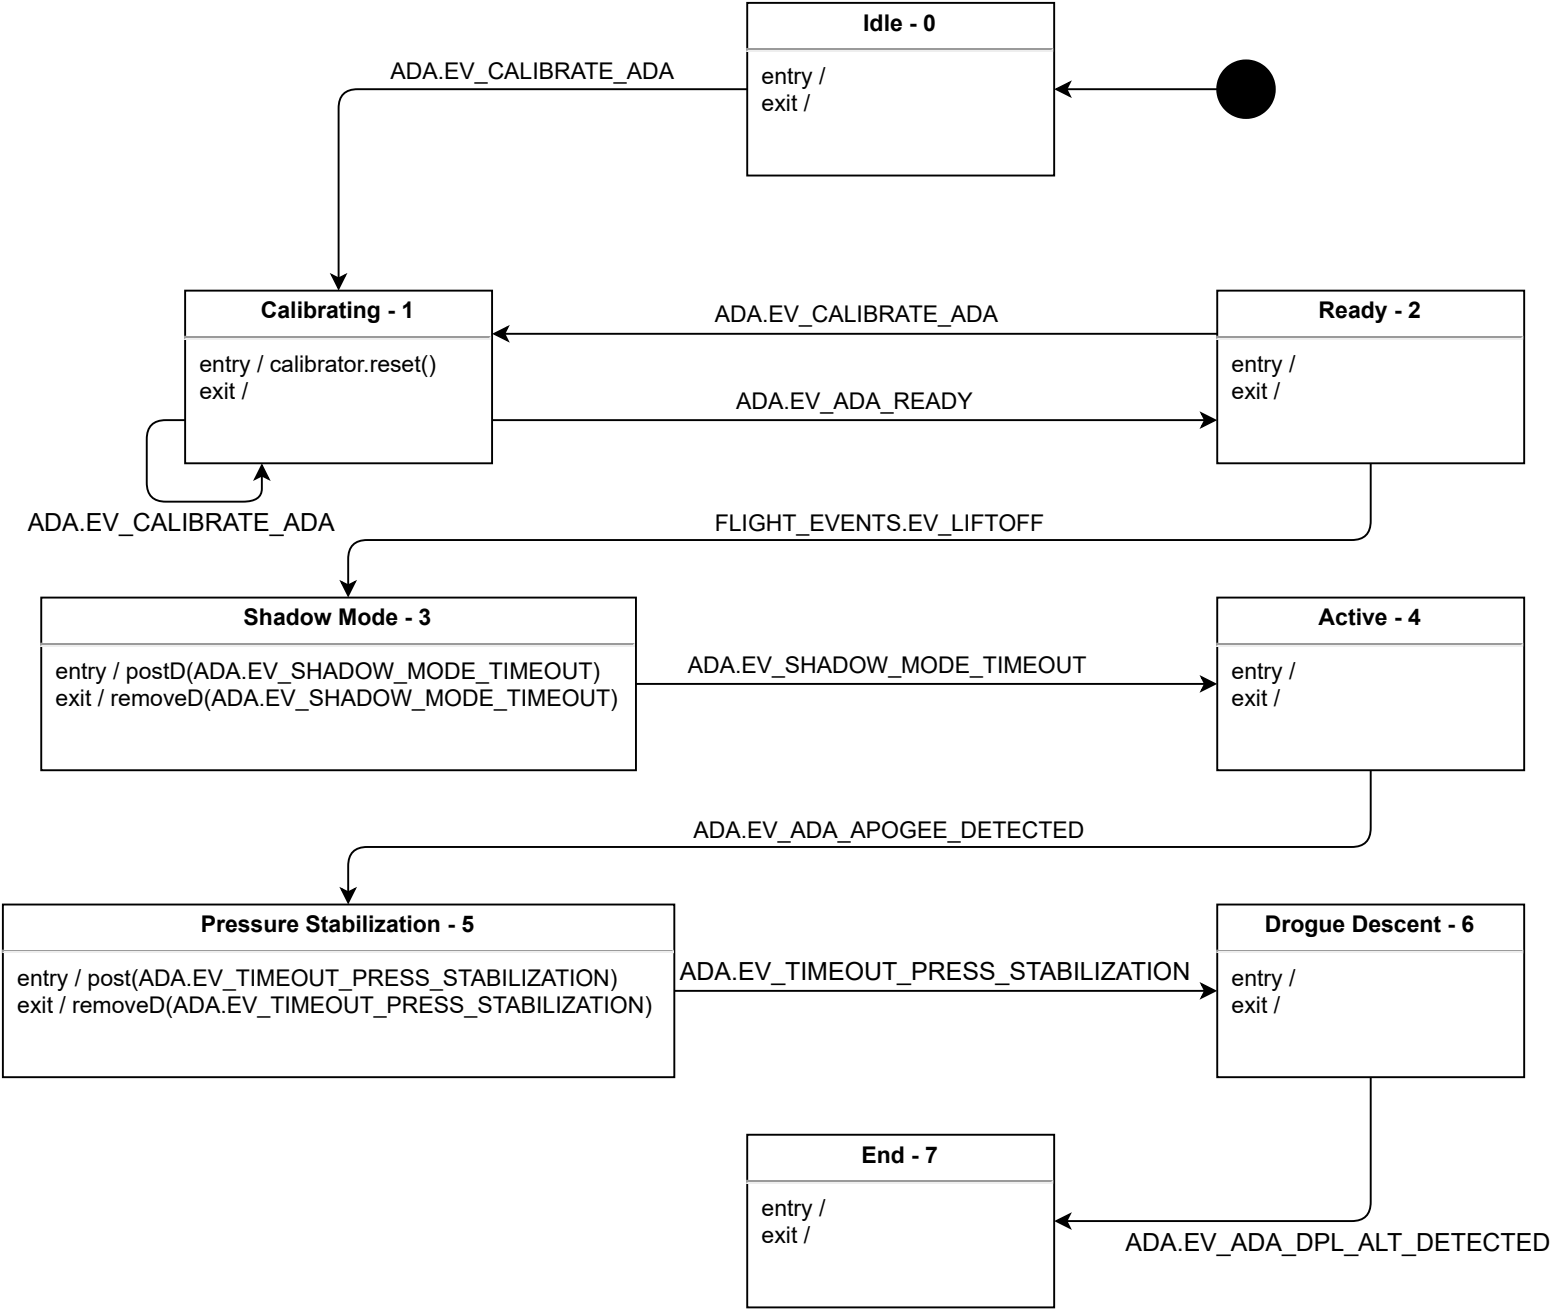 Idle - 0
entry /
exit /
ADA.EV_CALIBRATE_ADA
Calibrating - 1
entry / calibrator.reset()
exit /
ADA.EV_CALIBRATE_ADA
Ready - 2
entry /
exit /
ADA.EV_ADA_READY
ADA.EV_CALIBRATE_ADA
FLIGHT_EVENTS.EV_LIFTOFF
Shadow Mode - 3
entry / postD(ADA.EV_SHADOW_MODE_TIMEOUT)
exit / removeD(ADA.EV_SHADOW_MODE_TIMEOUT)
ADA.EV_SHADOW_MODE_TIMEOUT
Active - 4
entry /
exit /
ADA.EV_ADA_APOGEE_DETECTED
Pressure Stabilization - 5
entry / post(ADA.EV_TIMEOUT_PRESS_STABILIZATION)
exit / removeD(ADA.EV_TIMEOUT_PRESS_STABILIZATION)
ADA.EV_TIMEOUT_PRESS_STABILIZATION
Drogue Descent - 6
entry /
exit /
End - 7
entry /
exit /
ADA.EV_ADA_DPL_ALT_DETECTED